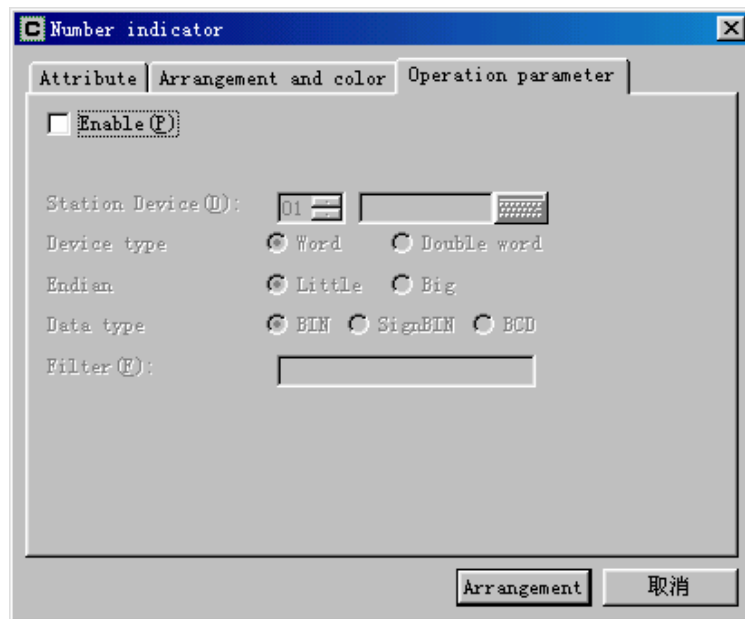 Number indicator
Attribute Arrangement and color Operation parameter
Enable(P)
Station Device(D): 01
Device type Word Double word
Endian Little Big
Data type BIN SignBIN BCD
Filter(F):
Arrangement 取消